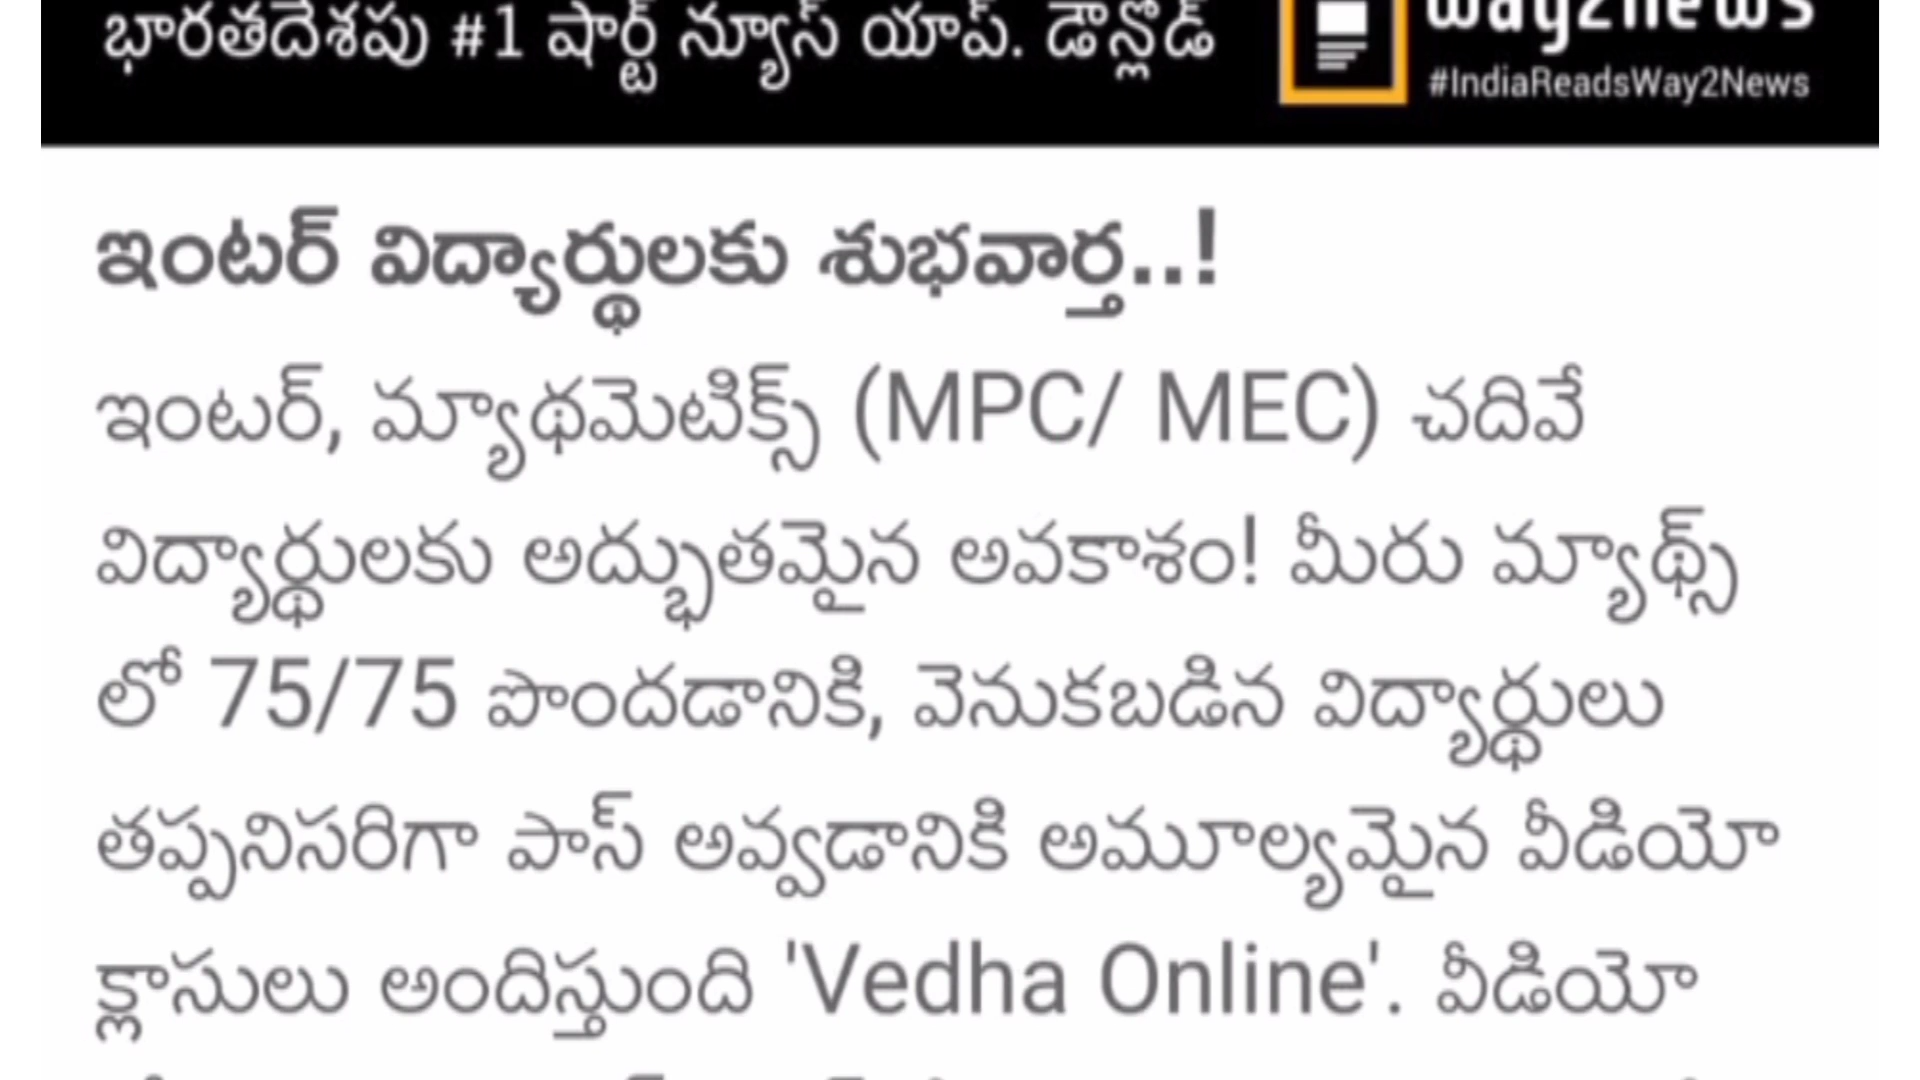 భారతదేశపు #1 షార్ట్ న్యూస్ యాప్. డౌన్లోడ్
way2news
#IndiaReadsWay2News
ఇంటర్ విద్యార్థులకు శుభవార్త..!
ఇంటర్, మ్యాథమెటిక్స్ (MPC/ MEC) చదివే
విద్యార్థులకు అద్భుతమైన అవకాశం! మీరు మ్యాథ్స్
లో 75/75 పొందడానికి, వెనుకబడిన విద్యార్థులు
తప్పనిసరిగా పాస్ అవ్వడానికి అమూల్యమైన వీడియో
క్లాసులు అందిస్తుంది 'Vedha Online'. వీడియో